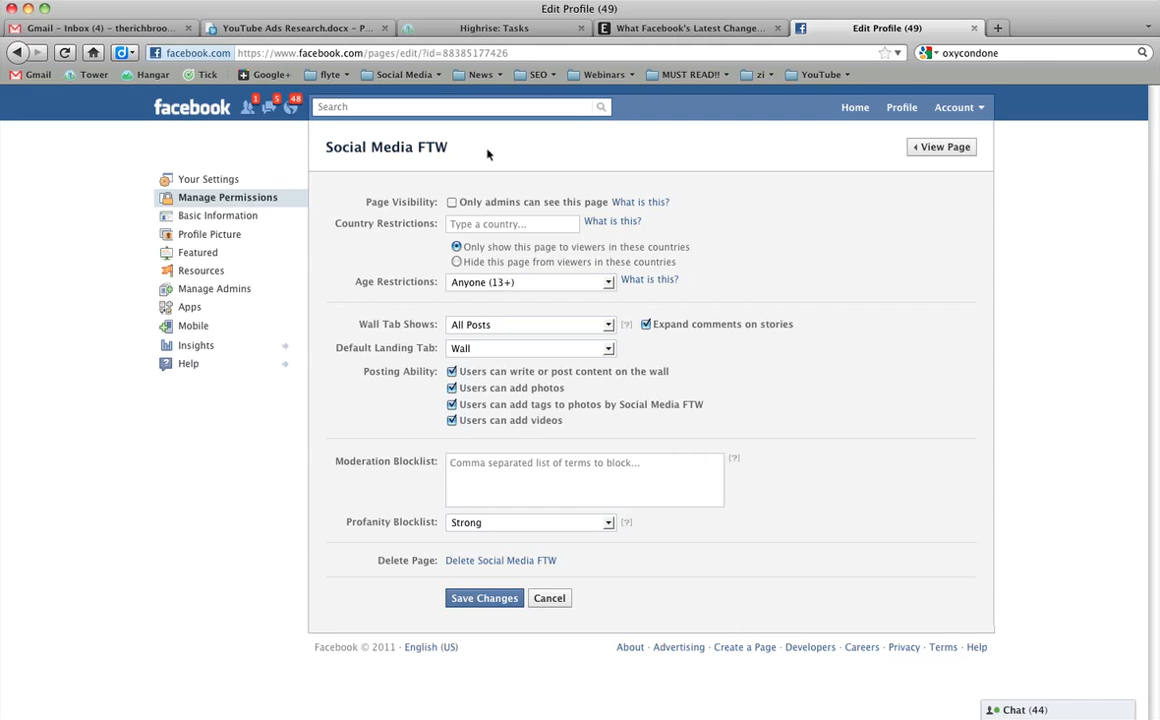 Edit Profile (49)
Gmail - Inbox (4) - therichbroo...
YouTube Ads Research.docx - P...
Highrise: Tasks
What Facebook's Latest Change...
Edit Profile (49)
facebook.com
https://www.facebook.com/pages/edit/?id=88385177426
oxycondone
Gmail Tower Hangar Tick Google+ flyte Social Media News SEO Webinars MUST READ!! zi YouTube
facebook 1 5 48 Search Home Profile Account
Social Media FTW View Page
Your Settings
Manage Permissions
Basic Information
Profile Picture
Featured
Resources
Manage Admins
Apps
Mobile
Insights
Help
Page Visibility: Only admins can see this page What is this?
Country Restrictions: Type a country... What is this?
Only show this page to viewers in these countries
Hide this page from viewers in these countries
Age Restrictions: Anyone (13+) What is this?
Wall Tab Shows: All Posts [?] Expand comments on stories
Default Landing Tab: Wall
Posting Ability: Users can write or post content on the wall
Users can add photos
Users can add tags to photos by Social Media FTW
Users can add videos
Moderation Blocklist: Comma separated list of terms to block... [?]
Profanity Blocklist: Strong [?]
Delete Page: Delete Social Media FTW
Save Changes Cancel
Facebook © 2011 · English (US) About · Advertising · Create a Page · Developers · Careers · Privacy · Terms · Help
Chat (44)